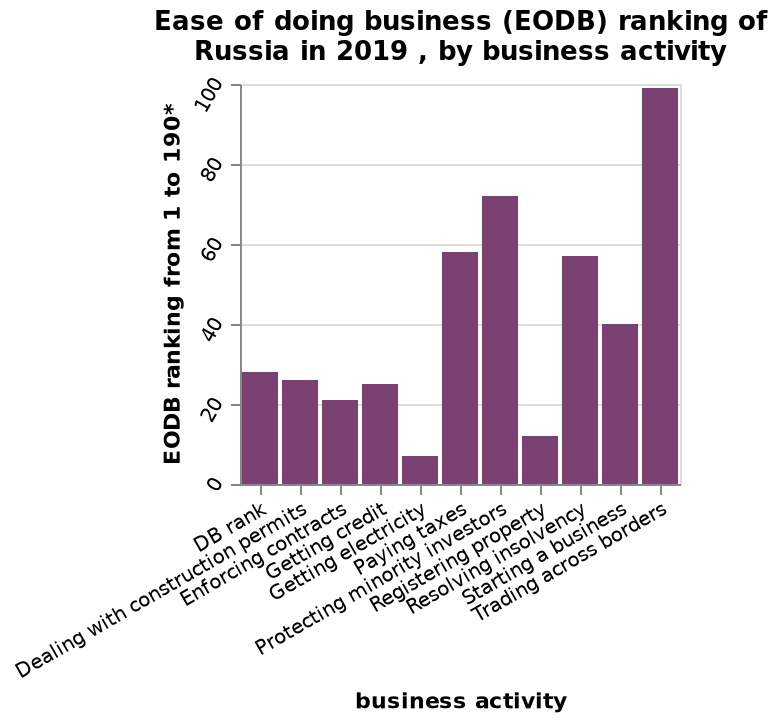 Ease of doing business (EODB) ranking of
Russia in 2019 , by business activity
EODB ranking from 1 to 190*
100
80
60
40
20
0
DB rank
Dealing with construction permits
Enforcing contracts
Getting credit
Getting electricity
Paying taxes
Protecting minority investors
Registering property
Resolving insolvency
Starting a business
Trading across borders
business activity